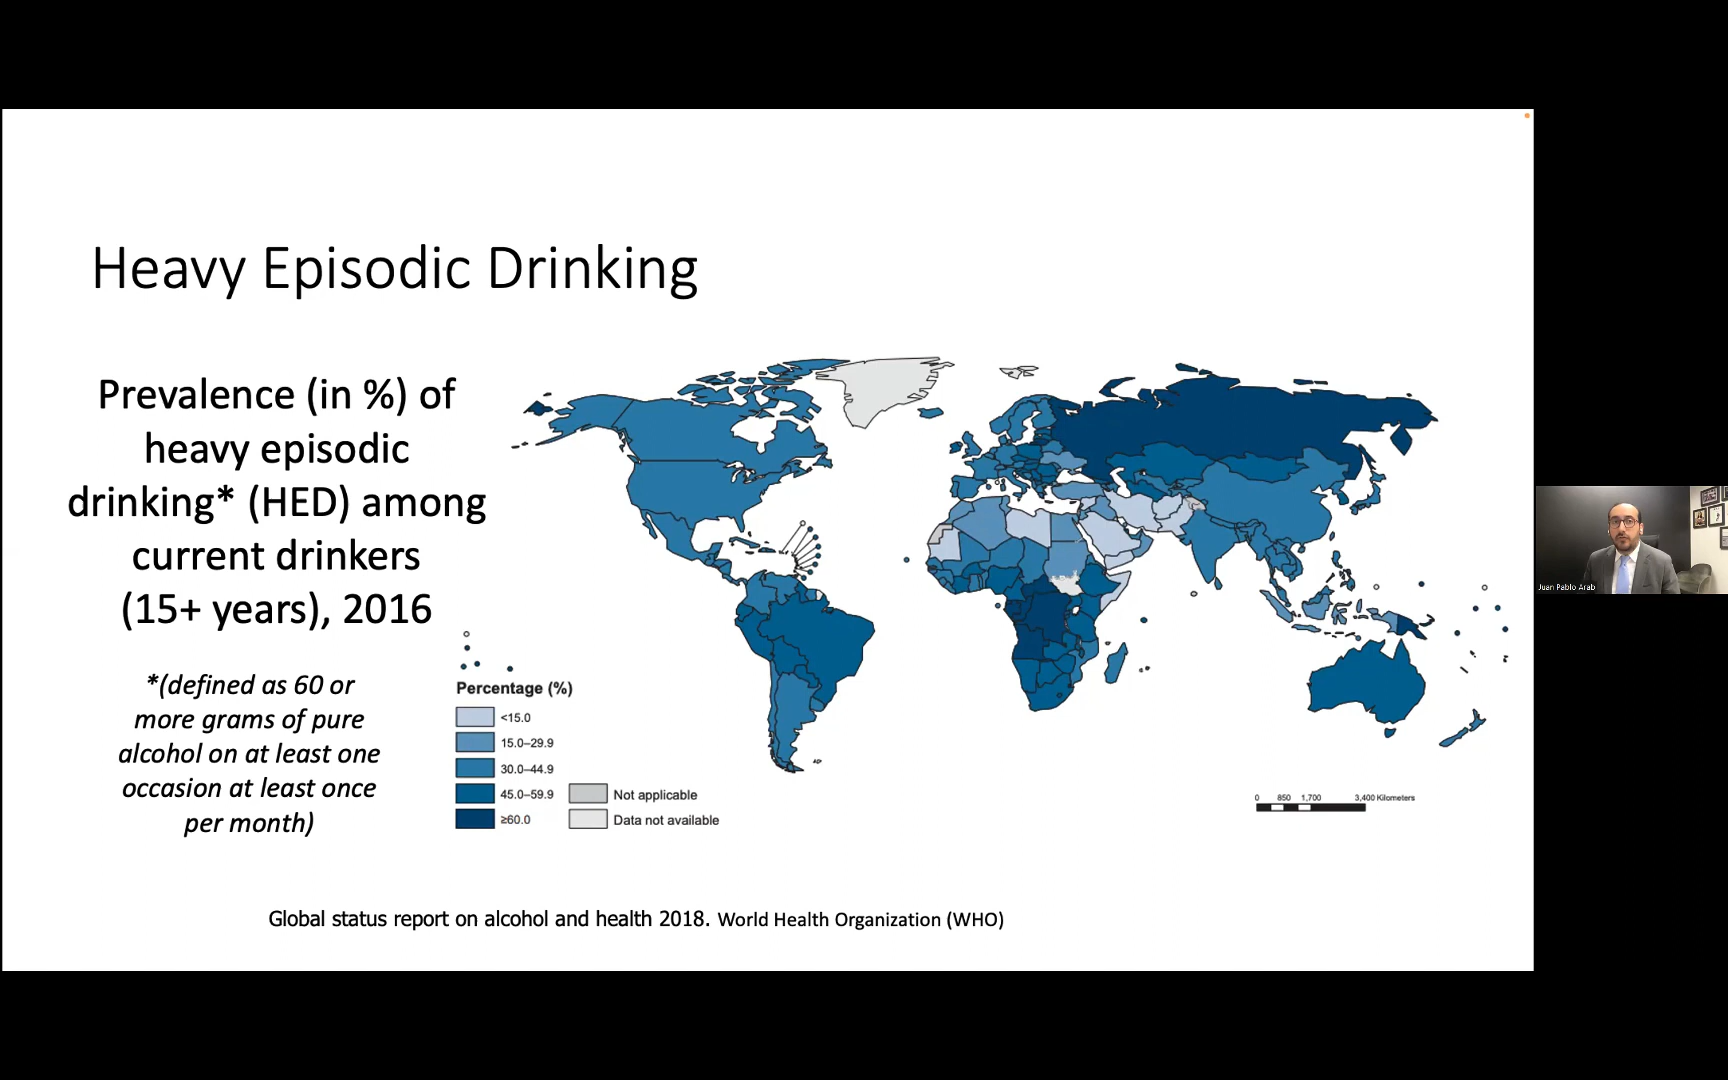 Heavy Episodic Drinking
Prevalence (in %) of
heavy episodic
drinking* (HED) among
current drinkers
(15+ years), 2016
*(defined as 60 or
more grams of pure
alcohol on at least one
occasion at least once
per month)
Percentage (%)
<15.0
15.0–29.9
30.0–44.9
45.0–59.9
≥60.0
Not applicable
Data not available
0 850 1,700 3,400 Kilometers
Global status report on alcohol and health 2018. World Health Organization (WHO)
Juan Pablo Arab